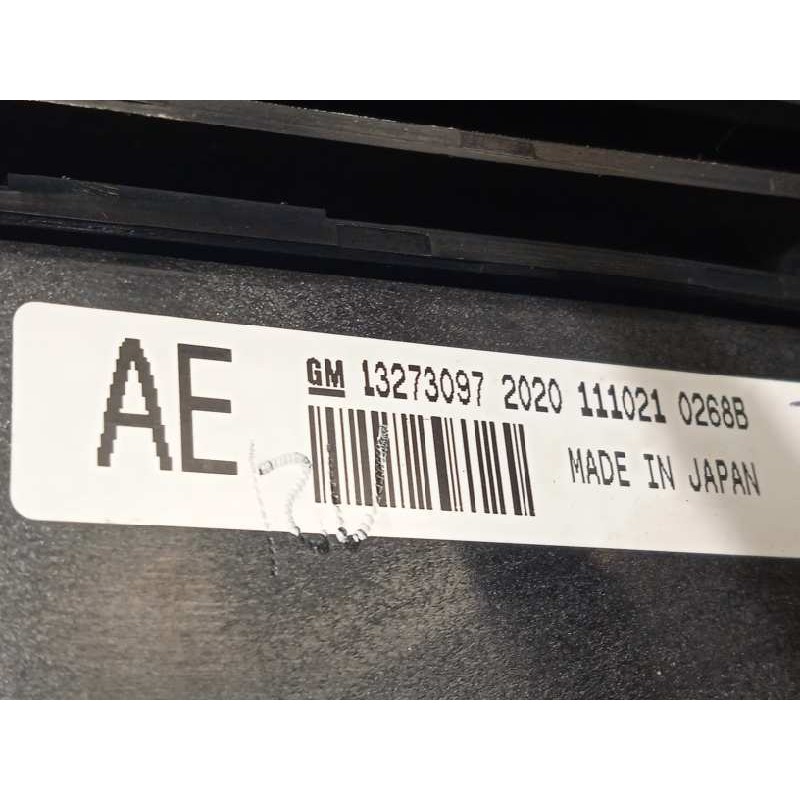 AE
GM 13273097 2020 111021 0268B
MADE IN JAPAN